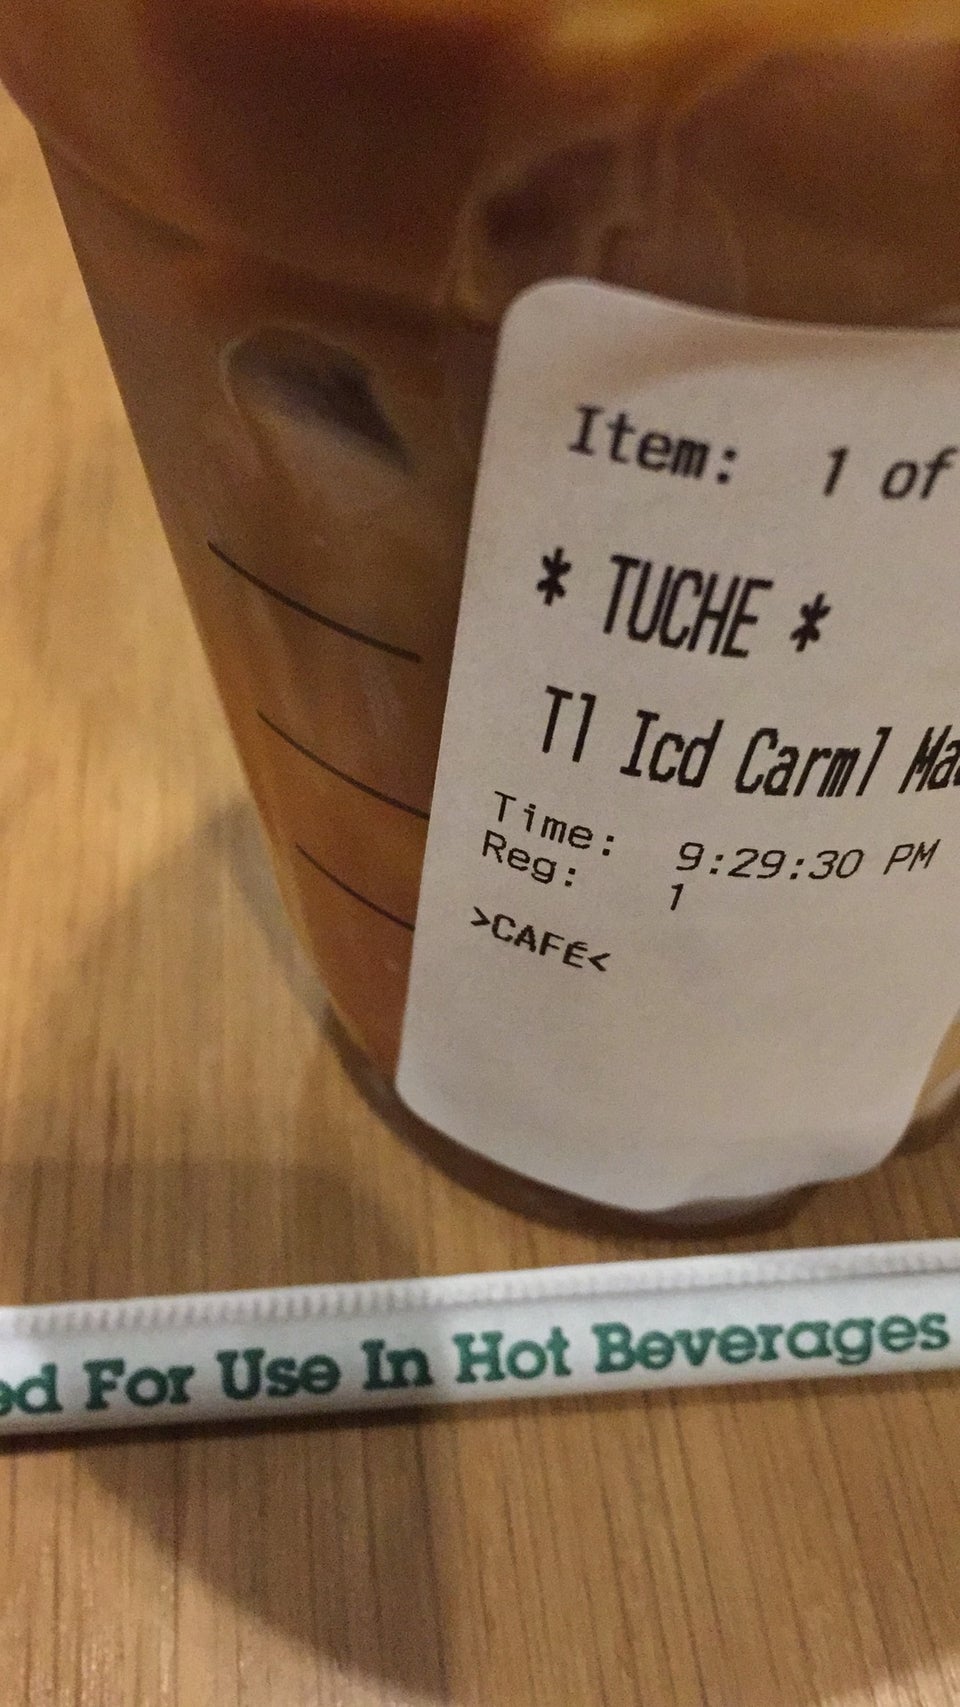 Item: 1 of
* TUCHE *
Tl Icd Carml
Time: 9:29:30 PM
Reg: 1
>CAFÉ<
For Use In Hot Beverages